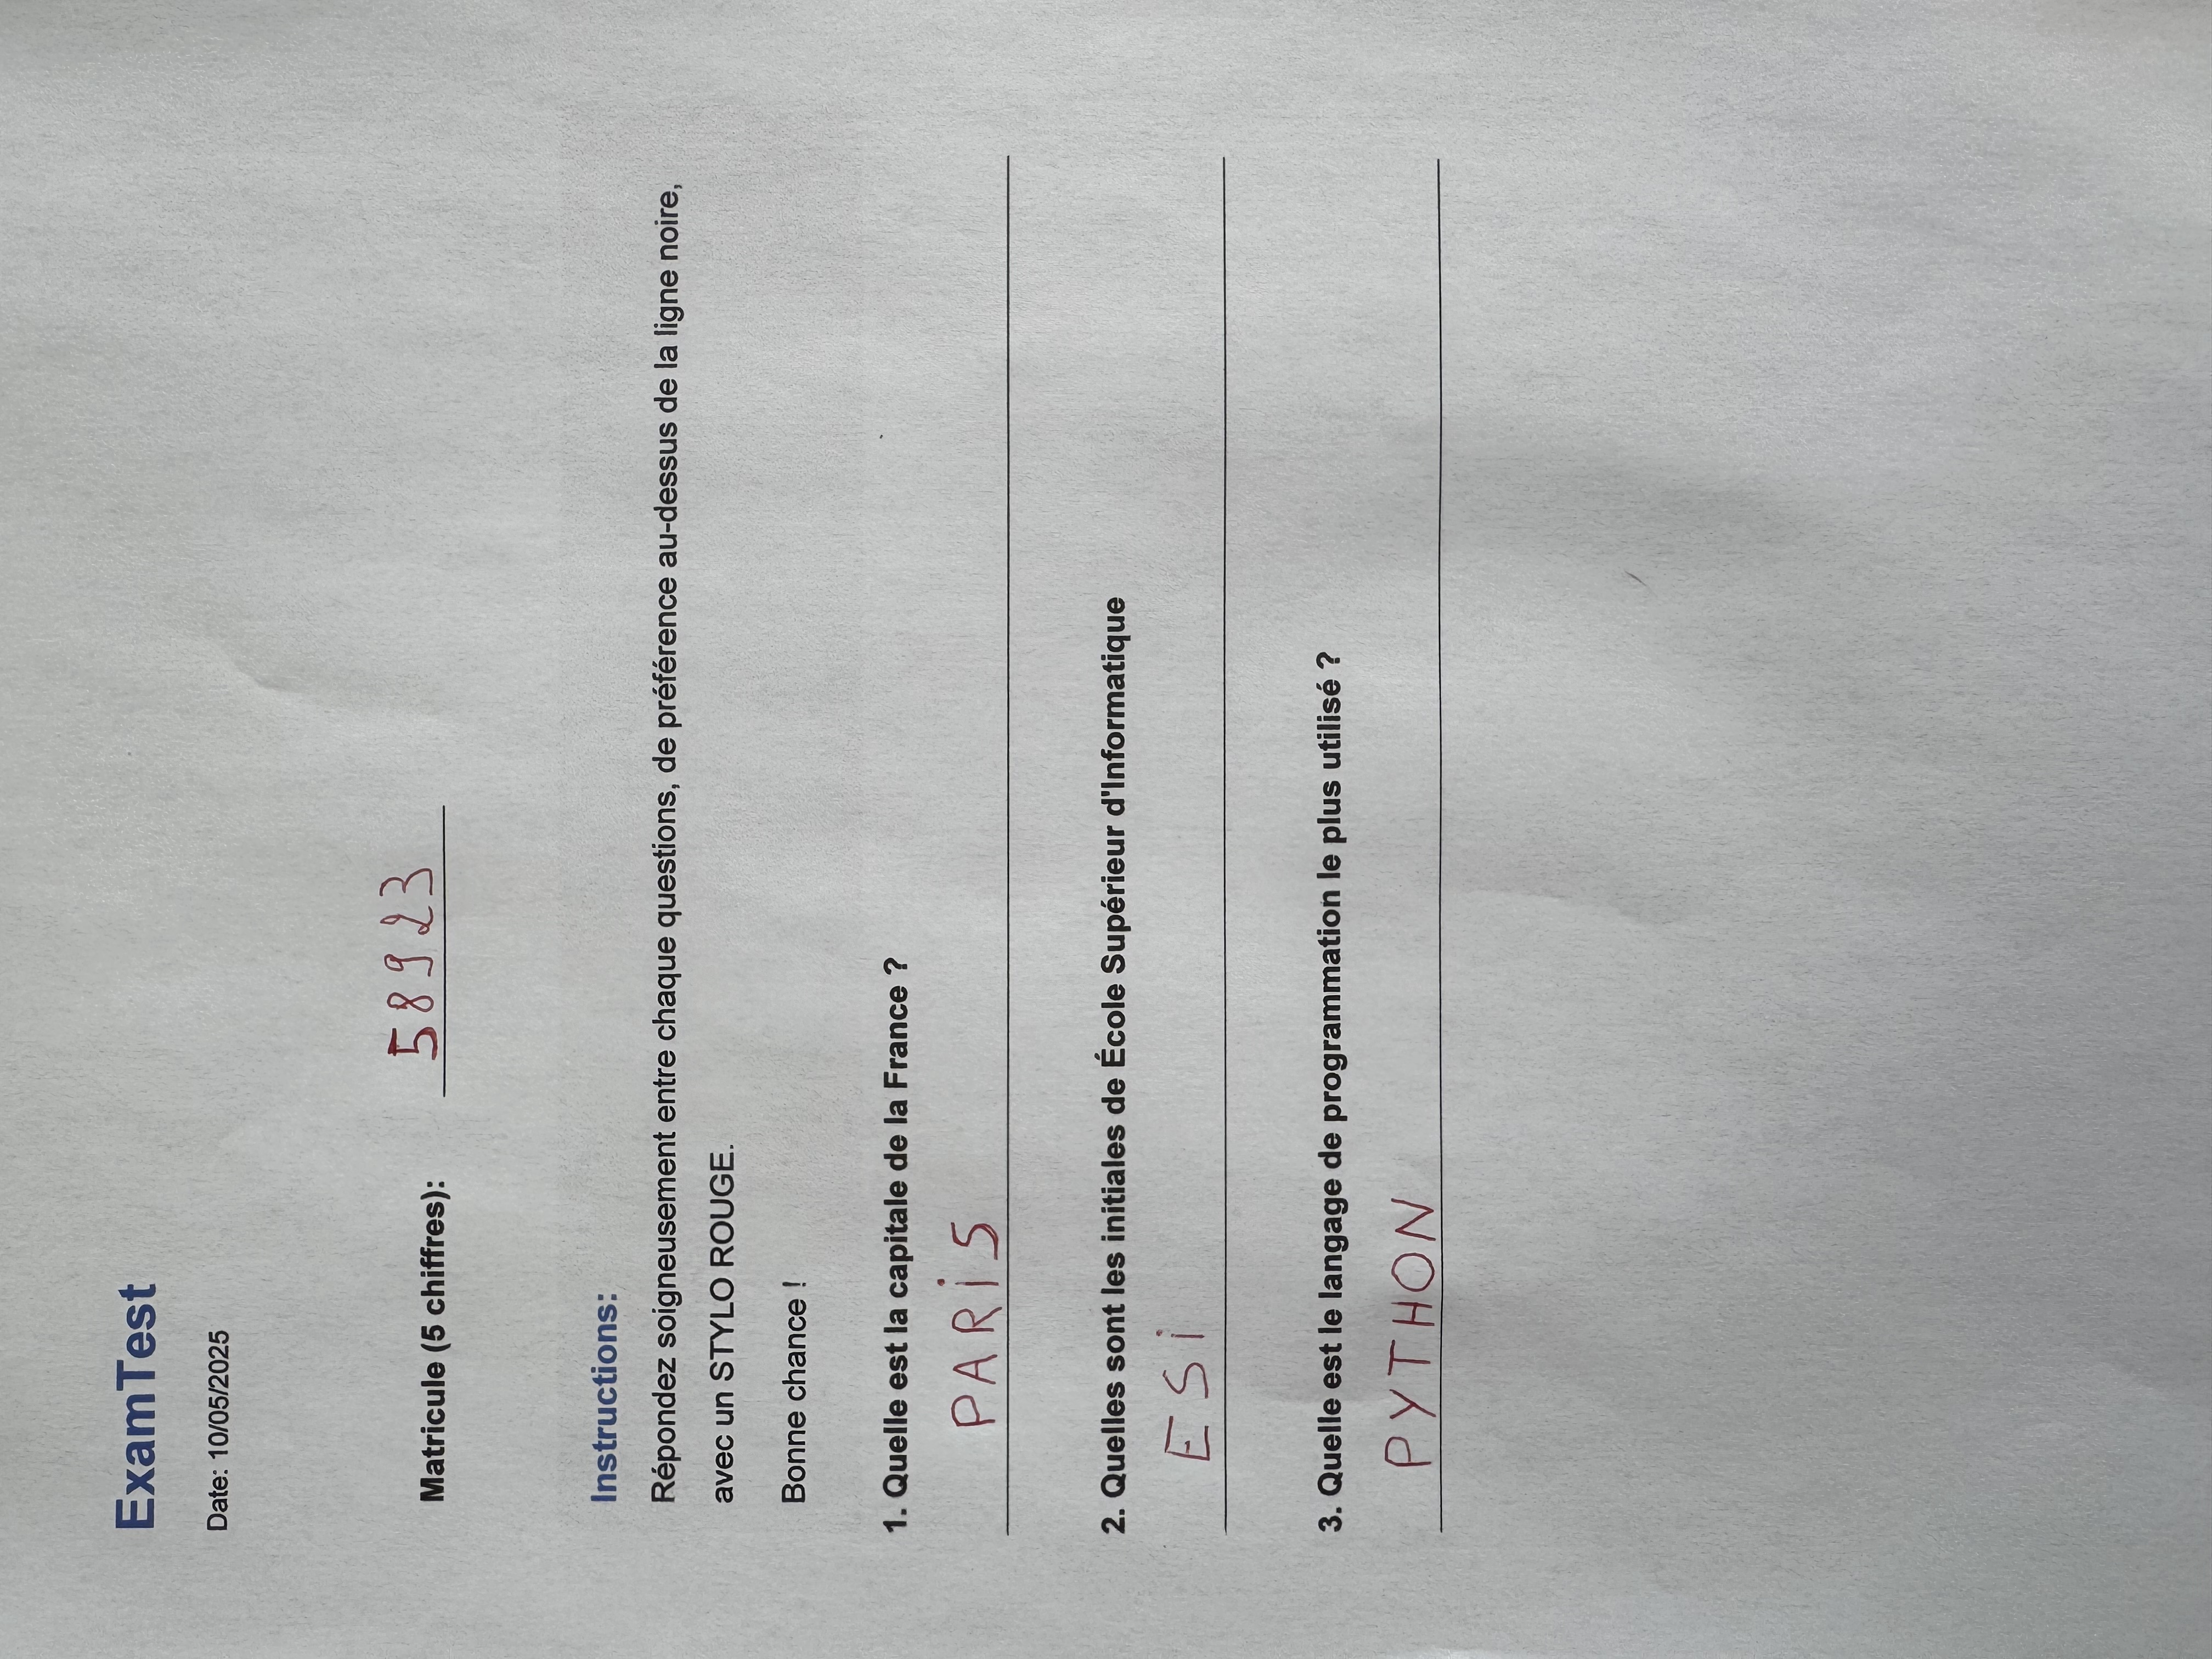 ExamTest
Date: 10/05/2025
Matricule (5 chiffres): 58923
Instructions:
Répondez soigneusement entre chaque questions, de préférence au-dessus de la ligne noire,
avec un STYLO ROUGE.
Bonne chance !
1. Quelle est la capitale de la France ?
PARiS
2. Quelles sont les initiales de École Supérieur d'Informatique
ESi
3. Quelle est le langage de programmation le plus utilisé ?
PYTHON